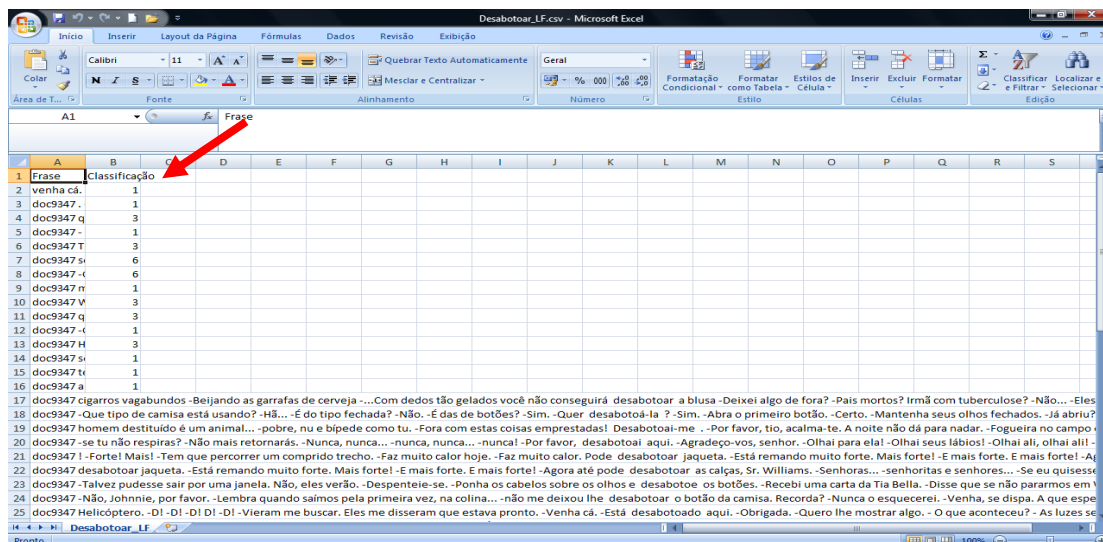 Desabotoar_LF.csv - Microsoft Excel
Início Inserir Layout da Página Fórmulas Dados Revisão Exibição
Colar Calibri 11 A A Quebrar Texto Automaticamente Geral Formatação Condicional Formatar como Tabela Estilos de Célula Inserir Excluir Formatar Σ Classificar e Filtrar Localizar e Selecionar
N I S A Mesclar e Centralizar % 000
Área de T... Fonte Alinhamento Número Estilo Células Edição
A1 fx Frase
A B C D E F G H I J K L M N O P Q R S
1 Frase Classificação
2 venha cá. 1
3 doc9347 . 1
4 doc9347 q 3
5 doc9347 - 1
6 doc9347 T 3
7 doc9347 s 6
8 doc9347 - 6
9 doc9347 m 1
10 doc9347 W 3
11 doc9347 q 3
12 doc9347 - 1
13 doc9347 H 3
14 doc9347 s 1
15 doc9347 t 1
16 doc9347 a 1
17 doc9347 cigarros vagabundos -Beijando as garrafas de cerveja -...Com dedos tão gelados você não conseguirá desabotoar a blusa -Deixei algo de fora? -Pais mortos? Irmã com tuberculose? -Não... -Eles
18 doc9347 -Que tipo de camisa está usando? -Hã... -É do tipo fechada? -Não. -É das de botões? -Sim. -Quer desabotoá-la ? -Sim. -Abra o primeiro botão. -Certo. -Mantenha seus olhos fechados. -Já abriu?
19 doc9347 homem destituído é um animal... -pobre, nu e bípede como tu. -Fora com estas coisas emprestadas! Desabotoai-me . -Por favor, tio, acalma-te. A noite não dá para nadar. -Fogueira no campo
20 doc9347 -se tu não respiras? -Não mais retornarás. -Nunca, nunca... -nunca, nunca... -nunca! -Por favor, desabotoai aqui. -Agradeço-vos, senhor. -Olhai para ela! -Olhai seus lábios! -Olhai ali, olhai ali! -
21 doc9347 ! -Forte! Mais! -Tem que percorrer um comprido trecho. -Faz muito calor hoje. -Faz muito calor. Pode desabotoar jaqueta. -Está remando muito forte. Mais forte! -E mais forte. E mais forte! -A
22 doc9347 desabotoar jaqueta. -Está remando muito forte. Mais forte! -E mais forte. E mais forte! -Agora até pode desabotoar as calças, Sr. Williams. -Senhoras... -senhoritas e senhores... -Se eu quisesse
23 doc9347 -Talvez pudesse sair por uma janela. Não, eles verão. -Despenteie-se. -Ponha os cabelos sobre os olhos e desabotoe os botões. -Recebi uma carta da Tia Bella. -Disse que se não pararmos em
24 doc9347 -Não, Johnnie, por favor. -Lembra quando saímos pela primeira vez, na colina... -não me deixou lhe desabotoar o botão da camisa. Recorda? -Nunca o esquecerei. -Venha, se dispa. A que espe
25 doc9347 Helicóptero. -D! -D! -D! D! -D! -Vieram me buscar. Eles me disseram que estava pronto. -Venha cá. -Está desabotoado aqui. -Obrigada. -Quero lhe mostrar algo. - O que aconteceu? - As luzes se
Desabotoar_LF
Pronto 100%